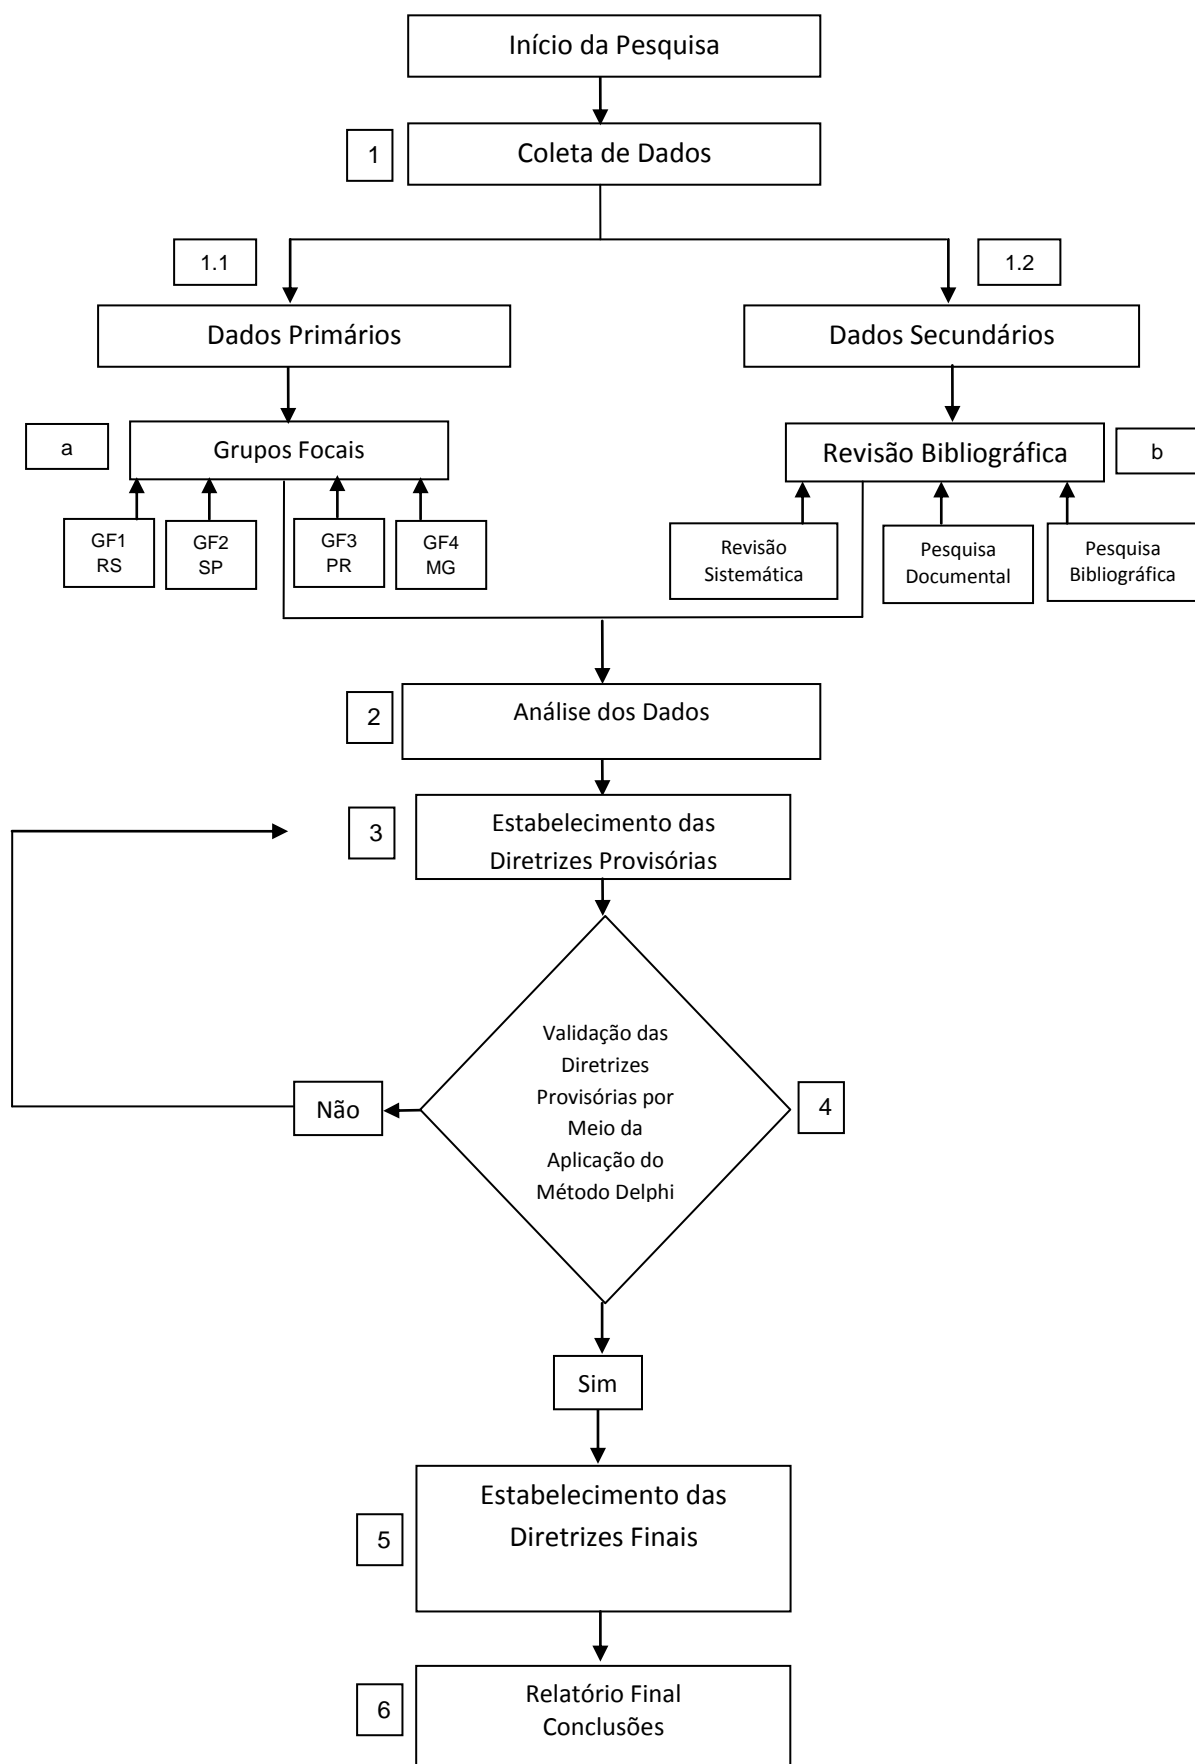 Início da Pesquisa
1
Coleta de Dados
1.1
1.2
Dados Primários
Dados Secundários
a
Grupos Focais
Revisão Bibliográfica
b
GF1
RS
GF2
SP
GF3
PR
GF4
MG
Revisão
Sistemática
Pesquisa
Documental
Pesquisa
Bibliográfica
2
Análise dos Dados
3
Estabelecimento das
Diretrizes Provisórias
Validação das
Diretrizes
Provisórias por
Meio da
Aplicação do
Método Delphi
4
Não
Sim
5
Estabelecimento das
Diretrizes Finais
6
Relatório Final
Conclusões